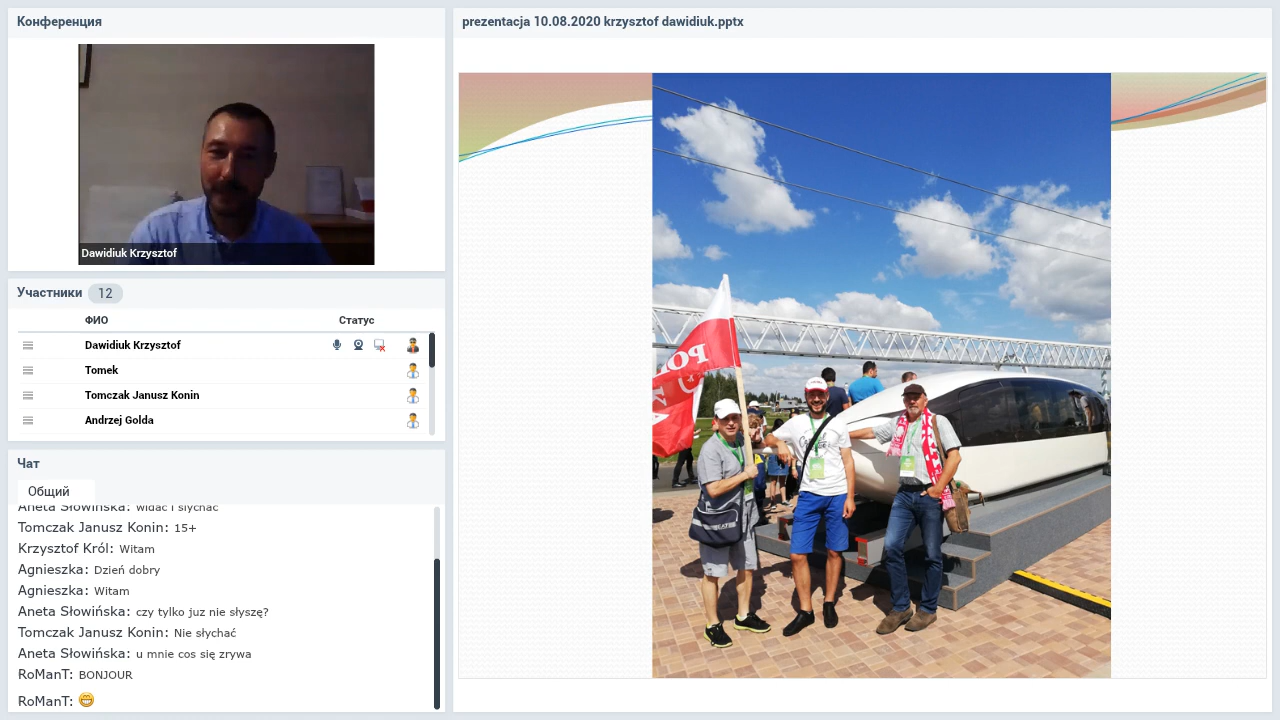 Конференция
Dawidiuk Krzysztof
Участники 12
ФИО Статус
Dawidiuk Krzysztof
Tomek
Tomczak Janusz Konin
Andrzej Golda
Чат
Общий
Aneta Słowińska: widać i słychać
Tomczak Janusz Konin: 15+
Krzysztof Król: Witam
Agnieszka: Dzień dobry
Agnieszka: Witam
Aneta Słowińska: czy tylko juz nie słyszę?
Tomczak Janusz Konin: Nie słychać
Aneta Słowińska: u mnie cos się zrywa
RoManT: BONJOUR
RoManT: 😁
prezentacja 10.08.2020 krzysztof dawidiuk.pptx